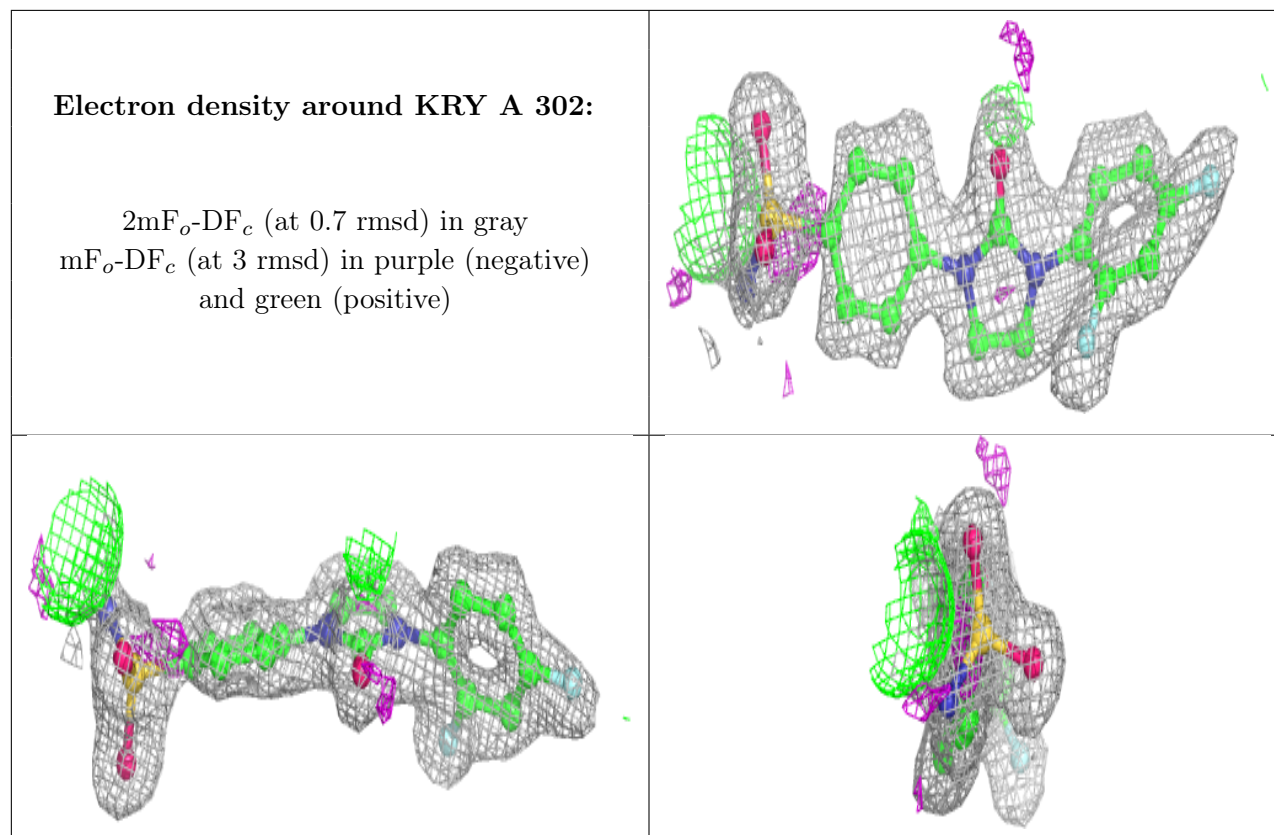 Electron density around KRY A 302:
2mFo-DFc (at 0.7 rmsd) in gray
mFo-DFc (at 3 rmsd) in purple (negative)
and green (positive)